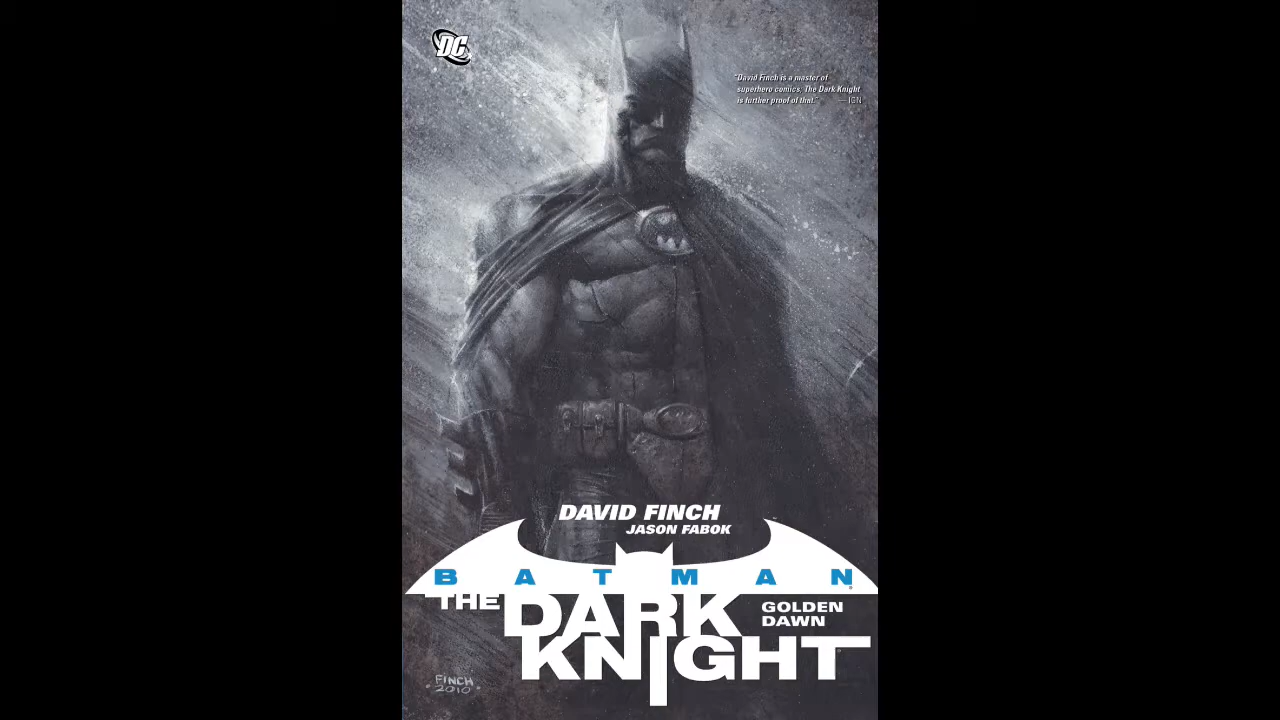 DC
"David Finch is a master of
superhero comics, The Dark Knight
is further proof of that." —IGN
DAVID FINCH
JASON FABOK
BATMAN
THE DARK
KNIGHT
GOLDEN
DAWN
FINCH
2010